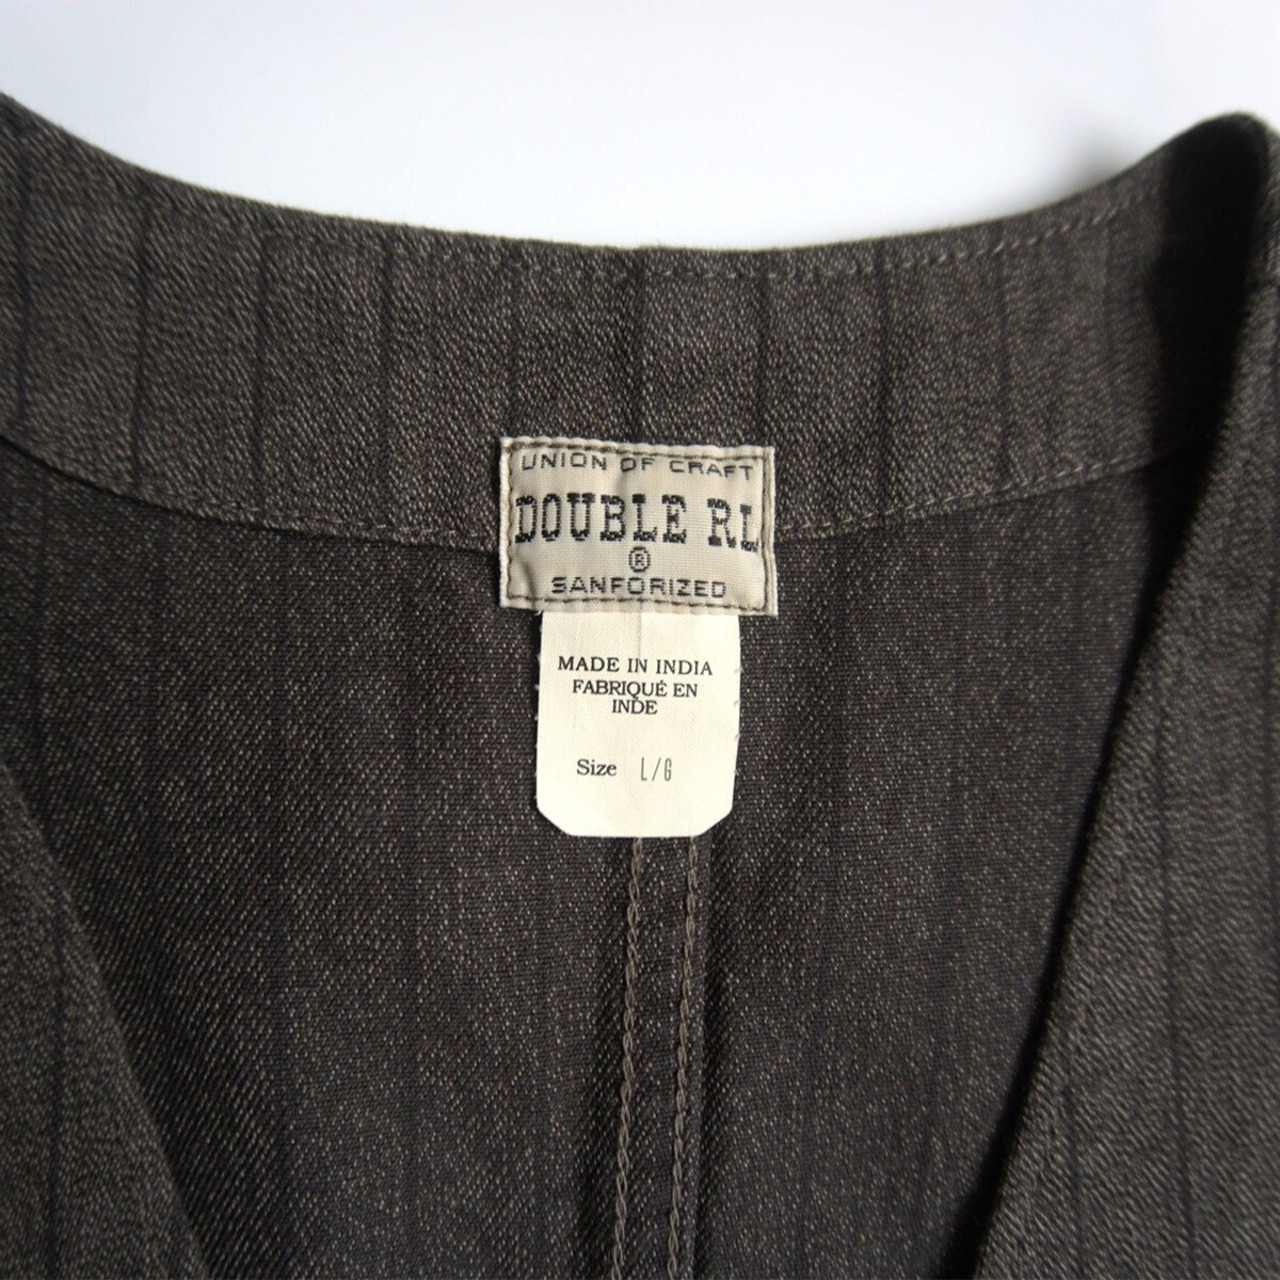 UNION OF CRAFT
DOUBLE RL
®
SANFORIZED
MADE IN INDIA
FABRIQUÉ EN
INDE
Size L/G